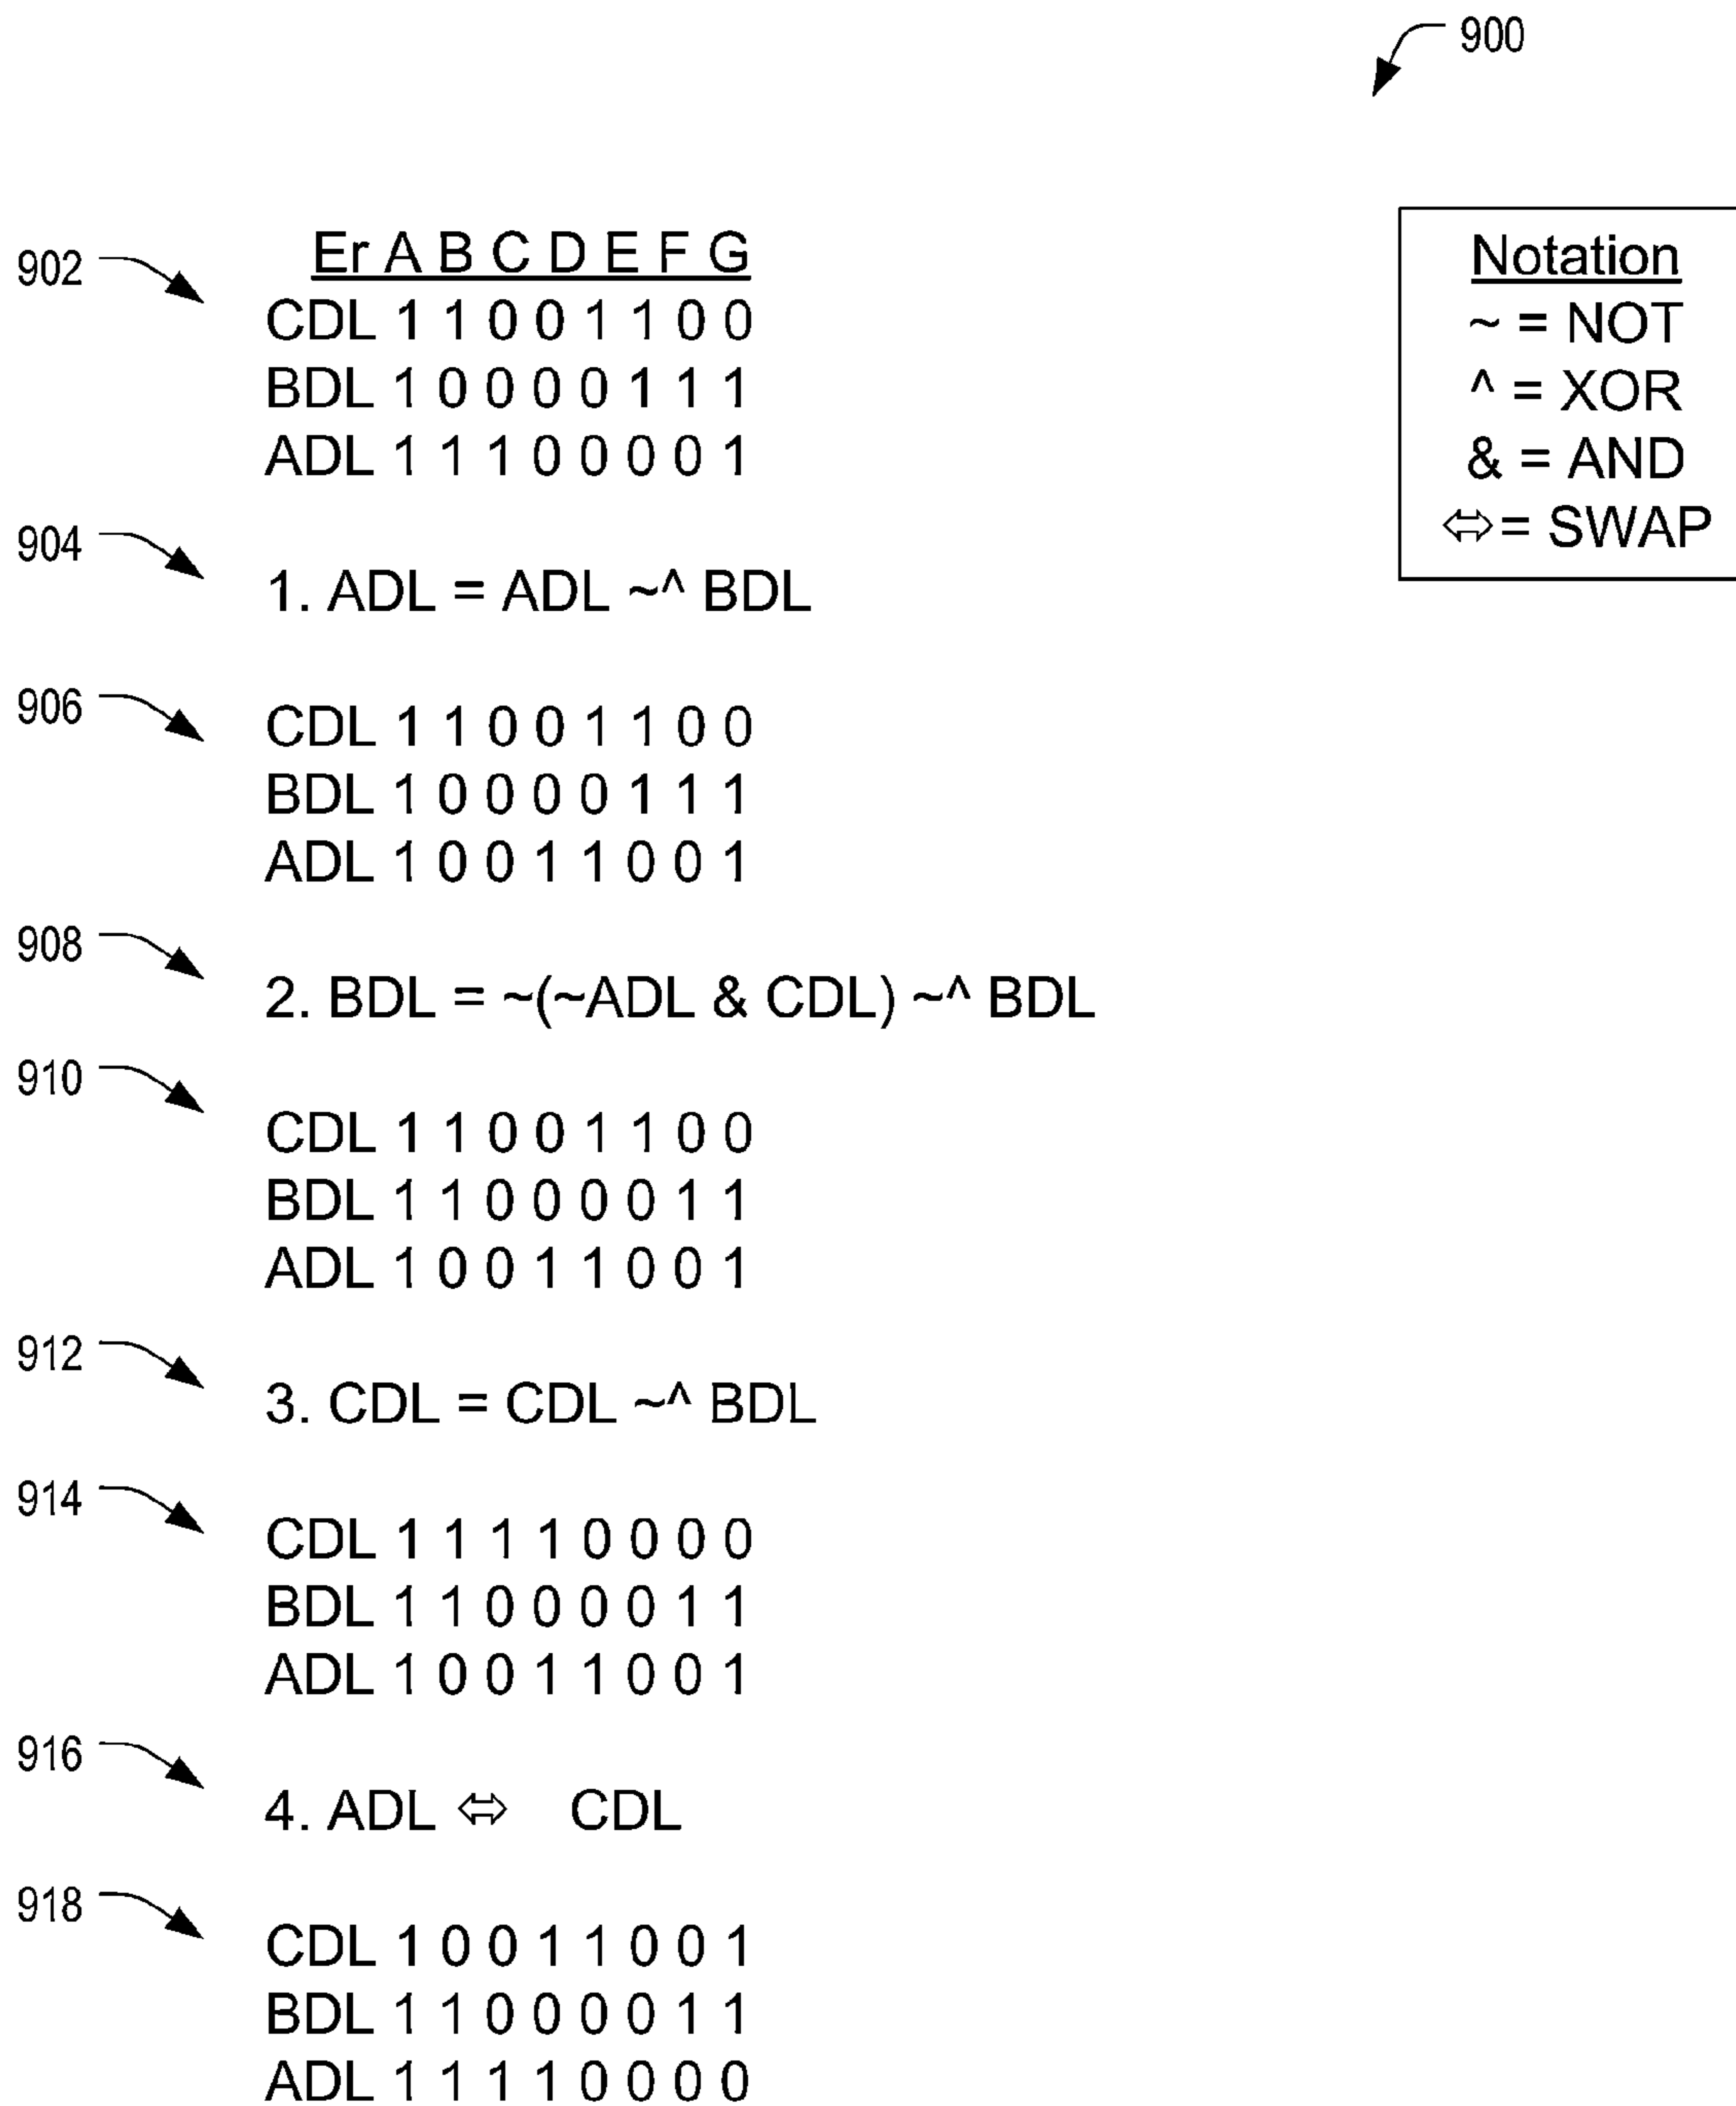 900
902
Er A B C D E F G
CDL 1 1 0 0 1 1 0 0
BDL 1 0 0 0 0 1 1 1
ADL 1 1 1 0 0 0 0 1
Notation
~ = NOT
^ = XOR
& = AND
⇔ = SWAP
904
1. ADL = ADL ~^ BDL
906
CDL 1 1 0 0 1 1 0 0
BDL 1 0 0 0 0 1 1 1
ADL 1 0 0 1 1 0 0 1
908
2. BDL = ~(~ADL & CDL) ~^ BDL
910
CDL 1 1 0 0 1 1 0 0
BDL 1 1 0 0 0 0 1 1
ADL 1 0 0 1 1 0 0 1
912
3. CDL = CDL ~^ BDL
914
CDL 1 1 1 1 0 0 0 0
BDL 1 1 0 0 0 0 1 1
ADL 1 0 0 1 1 0 0 1
916
4. ADL ⇔ CDL
918
CDL 1 0 0 1 1 0 0 1
BDL 1 1 0 0 0 0 1 1
ADL 1 1 1 1 0 0 0 0